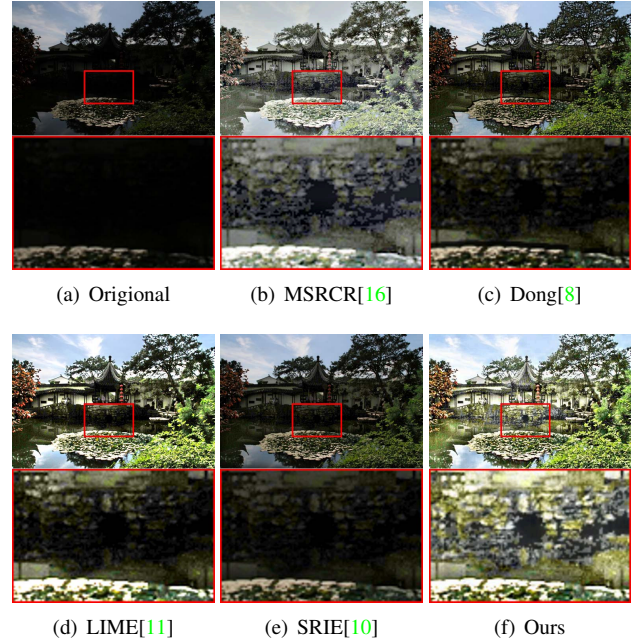 (a) Origional
(b) MSRCR[16]
(c) Dong[8]
(d) LIME[11]
(e) SRIE[10]
(f) Ours